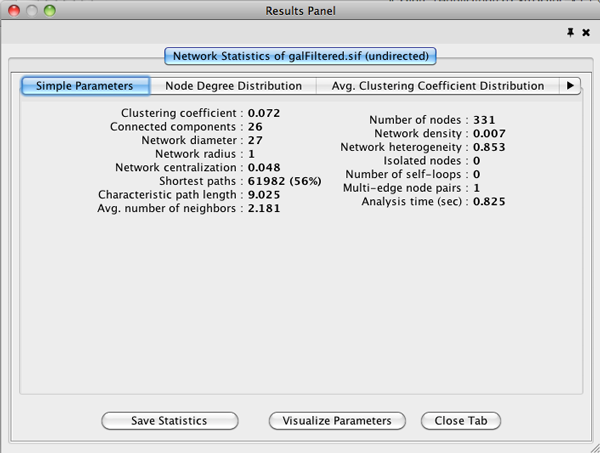 Results Panel
Network Statistics of galFiltered.sif (undirected)
Simple Parameters
Node Degree Distribution
Avg. Clustering Coefficient Distribution
Clustering coefficient : 0.072
Connected components : 26
Network diameter : 27
Network radius : 1
Network centralization : 0.048
Shortest paths : 61982 (56%)
Characteristic path length : 9.025
Avg. number of neighbors : 2.181
Number of nodes : 331
Network density : 0.007
Network heterogeneity : 0.853
Isolated nodes : 0
Number of self-loops : 0
Multi-edge node pairs : 1
Analysis time (sec) : 0.825
Save Statistics
Visualize Parameters
Close Tab